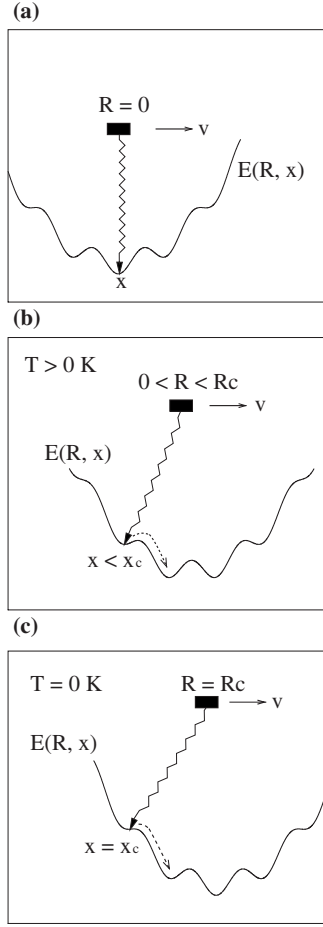 (a)
R = 0
v
E(R, x)
x
(b)
T > 0 K
0 < R < Rc
v
E(R, x)
x < xc
(c)
T = 0 K
R = Rc
v
E(R, x)
x = xc